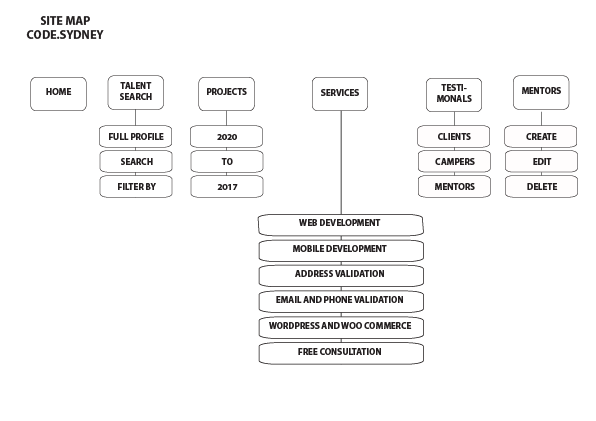 SITE MAP
CODE.SYDNEY
HOME
TALENT
SEARCH
PROJECTS
SERVICES
TESTI-
MONALS
MENTORS
FULL PROFILE
SEARCH
FILTER BY
2020
TO
2017
CLIENTS
CAMPERS
MENTORS
CREATE
EDIT
DELETE
WEB DEVELOPMENT
MOBILE DEVELOPMENT
ADDRESS VALIDATION
EMAIL AND PHONE VALIDATION
WORDPRESS AND WOO COMMERCE
FREE CONSULTATION